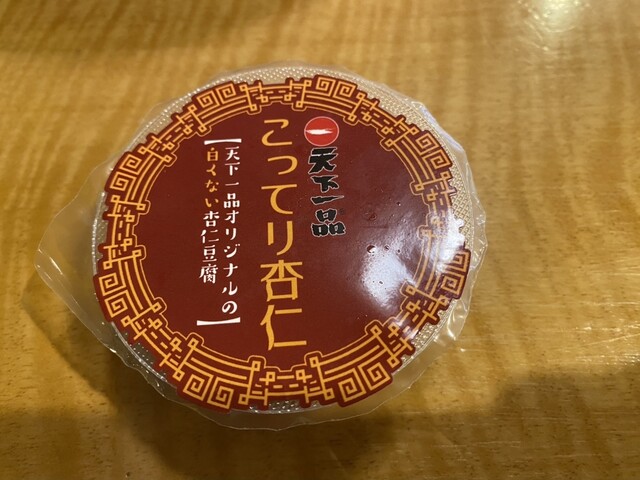 天下一品
こってり杏仁
【天下一品オリジナルの
白くない杏仁豆腐】